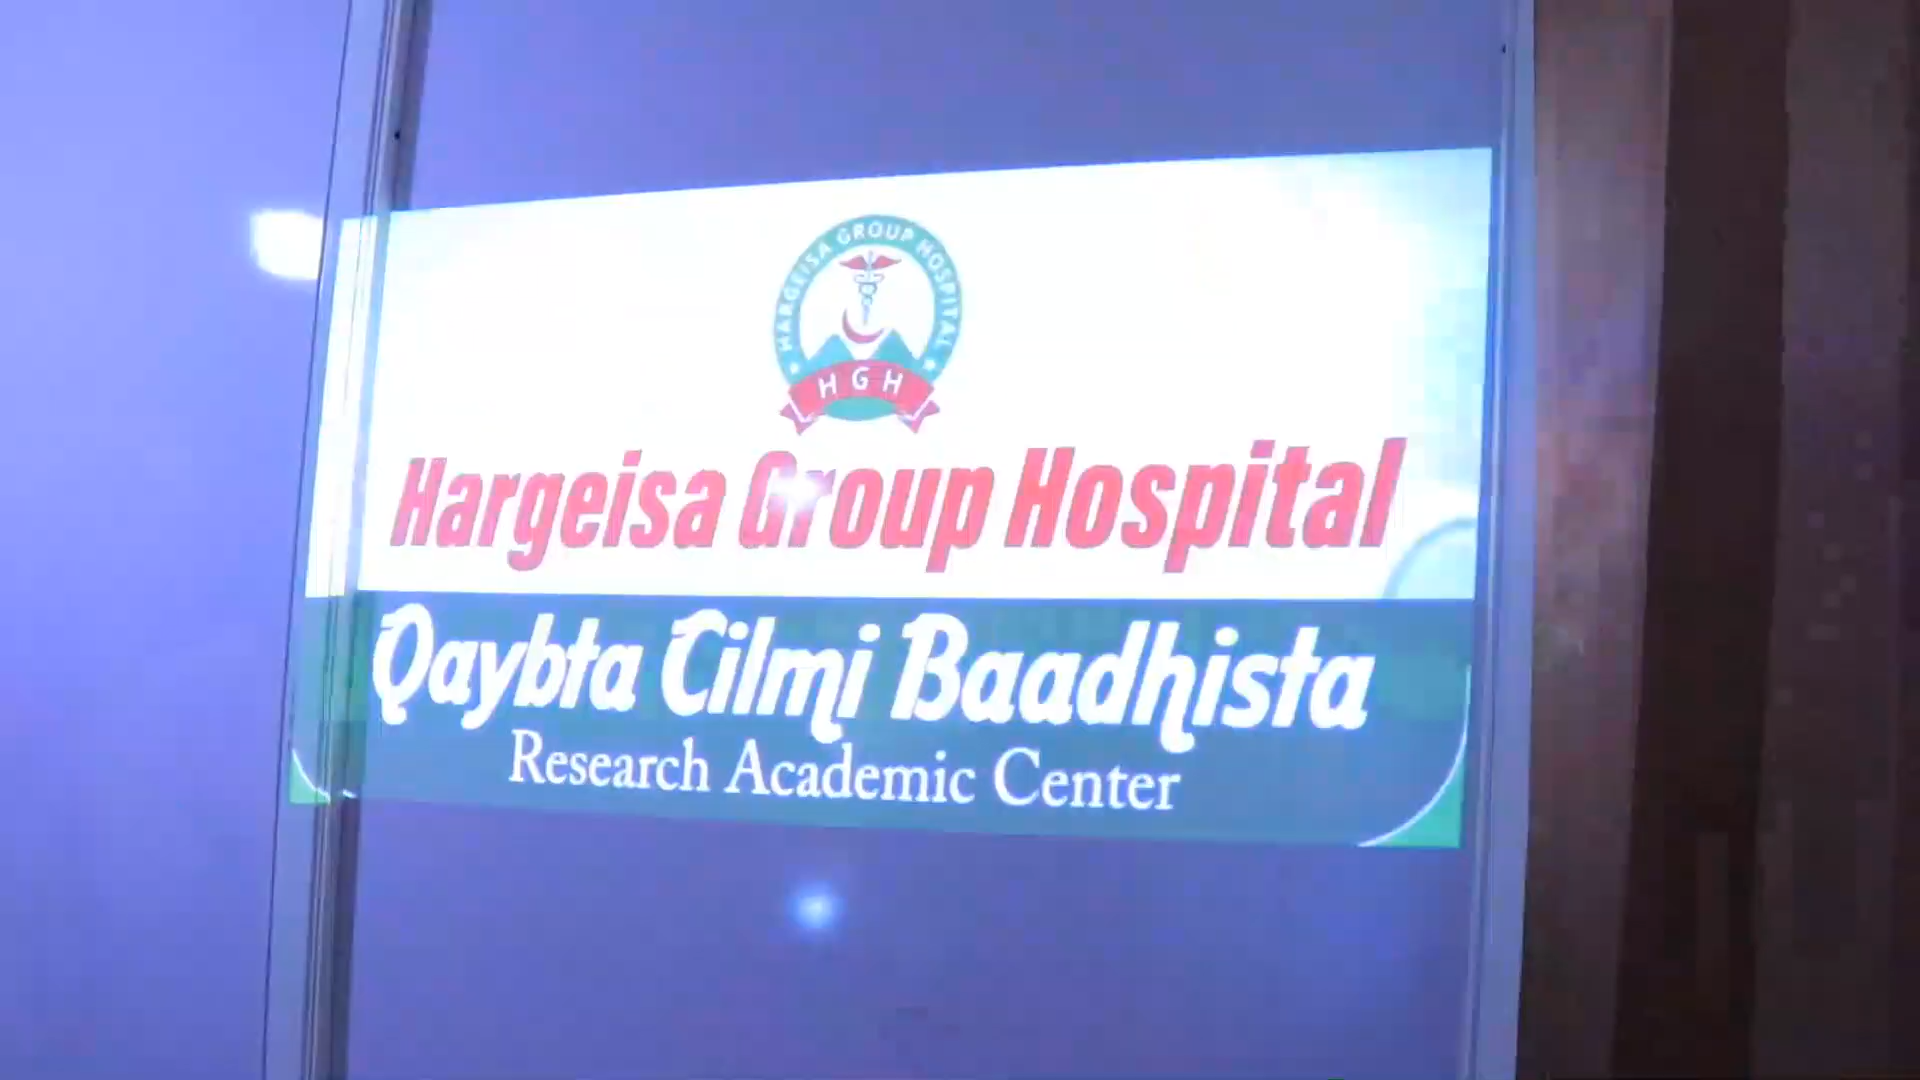 HARGEISA GROUP HOSPITAL
HGH
Hargeisa Group Hospital
Qaybta Cilmi Baadhista
Research Academic Center